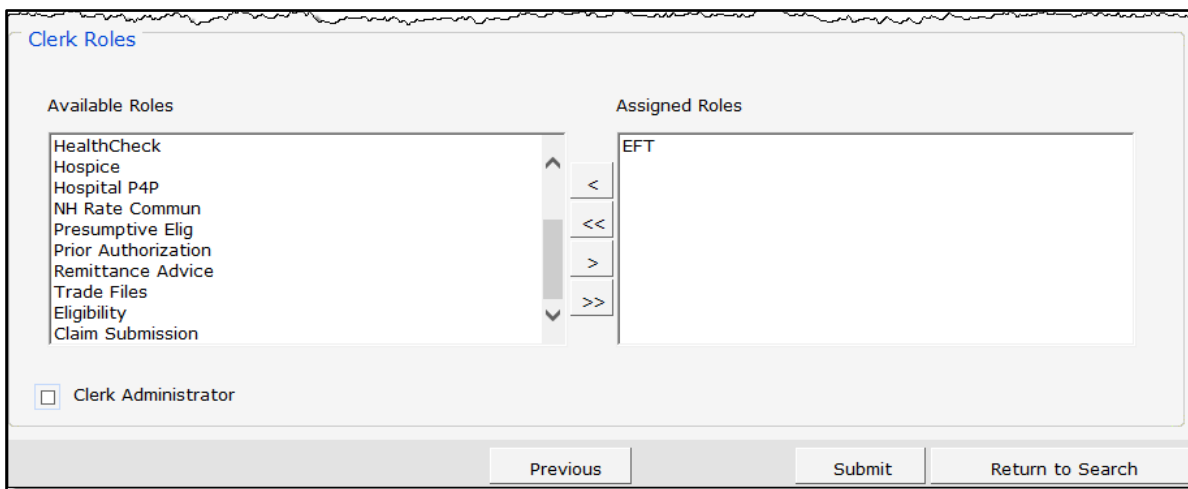 Clerk Roles
Available Roles
Assigned Roles
HealthCheck
Hospice
Hospital P4P
NH Rate Commun
Presumptive Elig
Prior Authorization
Remittance Advice
Trade Files
Eligibility
Claim Submission
<
<<
>
>>
EFT
Clerk Administrator
Previous
Submit
Return to Search